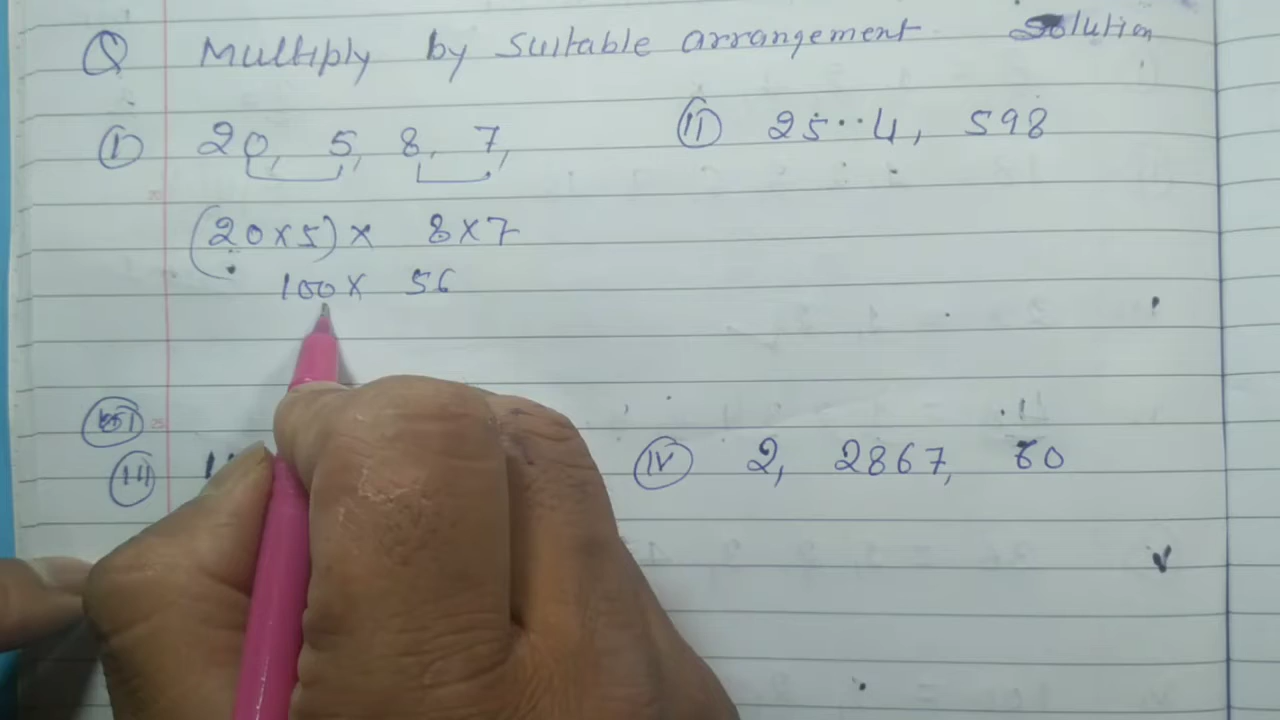 Q Multiply by Suitable arrangement Solution
(I) 20, 5, 8, 7,
(II) 25··4, 598
(20×5)× 8×7
100× 56
(III)
(IV) 2, 2867, 80